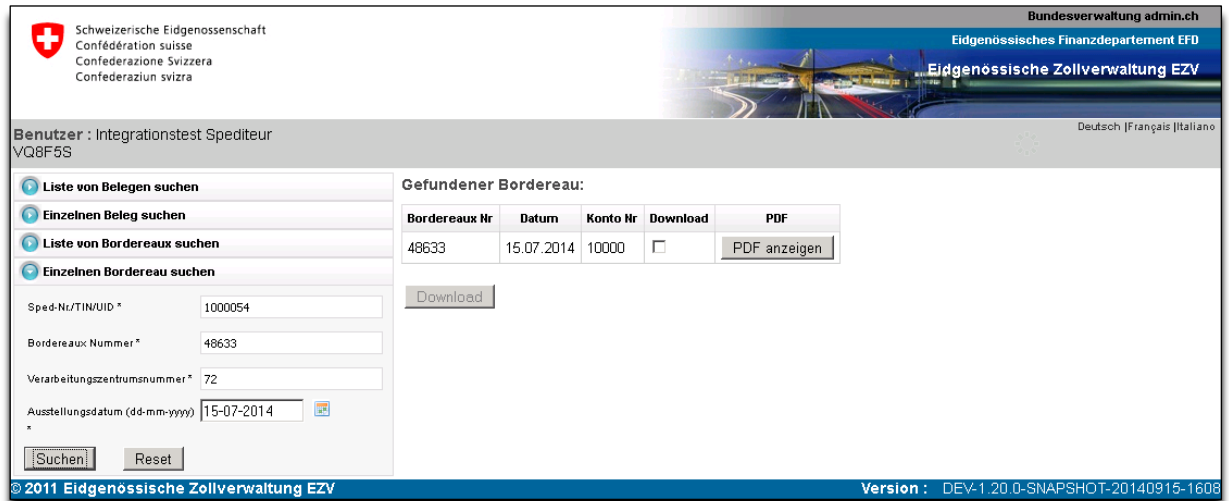 Schweizerische Eidgenossenschaft
Confédération suisse
Confederazione Svizzera
Confederaziun svizra
Bundesverwaltung admin.ch
Eidgenössisches Finanzdepartement EFD
Eidgenössische Zollverwaltung EZV
Benutzer : Integrationstest Spediteur
VQ8F5S
Deutsch |Français |Italiano
Liste von Belegen suchen
Einzelnen Beleg suchen
Liste von Bordereaux suchen
Einzelnen Bordereau suchen
Sped-Nr./TIN/UID * 1000054
Bordereaux Nummer * 48633
Verarbeitungszentrumsnummer * 72
Ausstellungsdatum (dd-mm-yyyy) 15-07-2014
*
Suchen Reset
Gefundener Bordereau:
Bordereaux Nr Datum Konto Nr Download PDF
48633 15.07.2014 10000 PDF anzeigen
Download
© 2011 Eidgenössische Zollverwaltung EZV Version : DEV-1.20.0-SNAPSHOT-20140915-1608